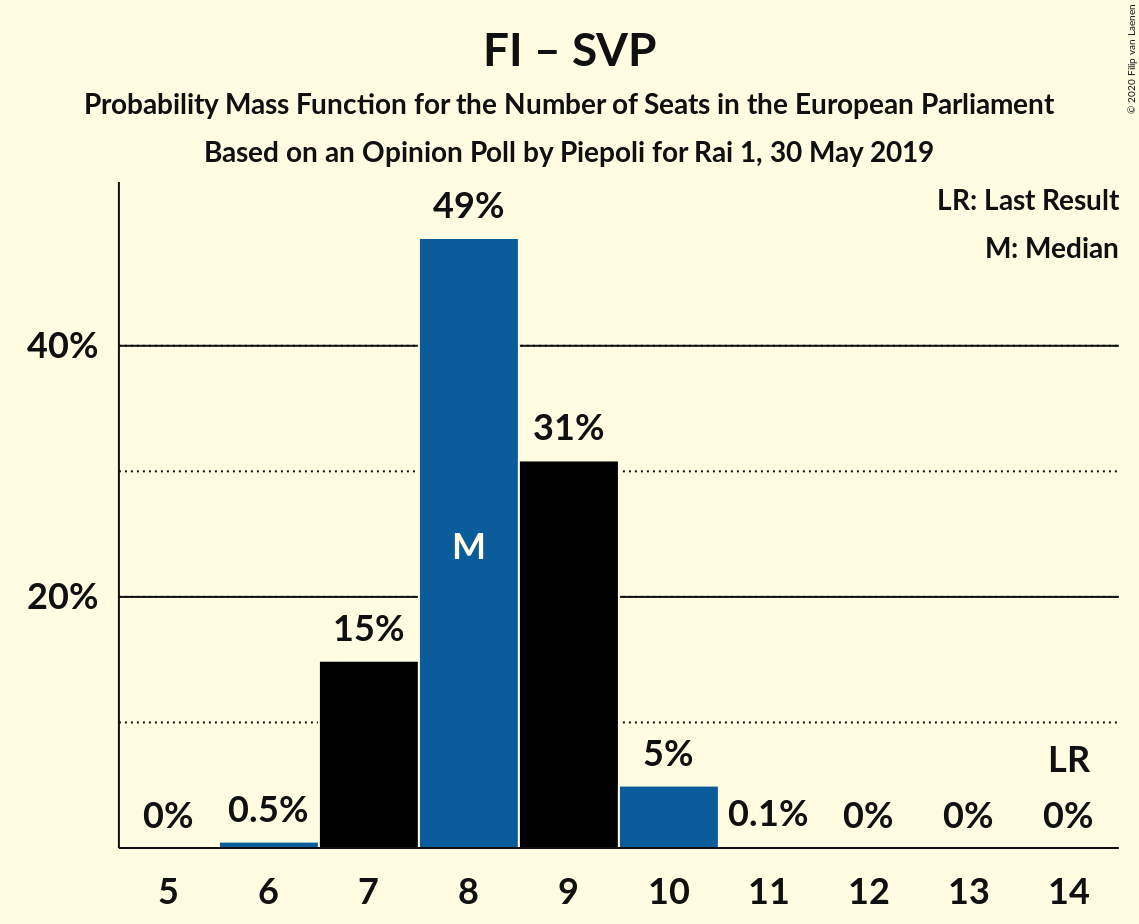 FI – SVP
Probability Mass Function for the Number of Seats in the European Parliament
Based on an Opinion Poll by Piepoli for Rai 1, 30 May 2019
© 2020 Filip van Laenen
LR: Last Result
M: Median
49%
40%
31%
M
20%
15%
5%
LR
0%
0.5%
0.1%
0%
0%
0%
5 6 7 8 9 10 11 12 13 14